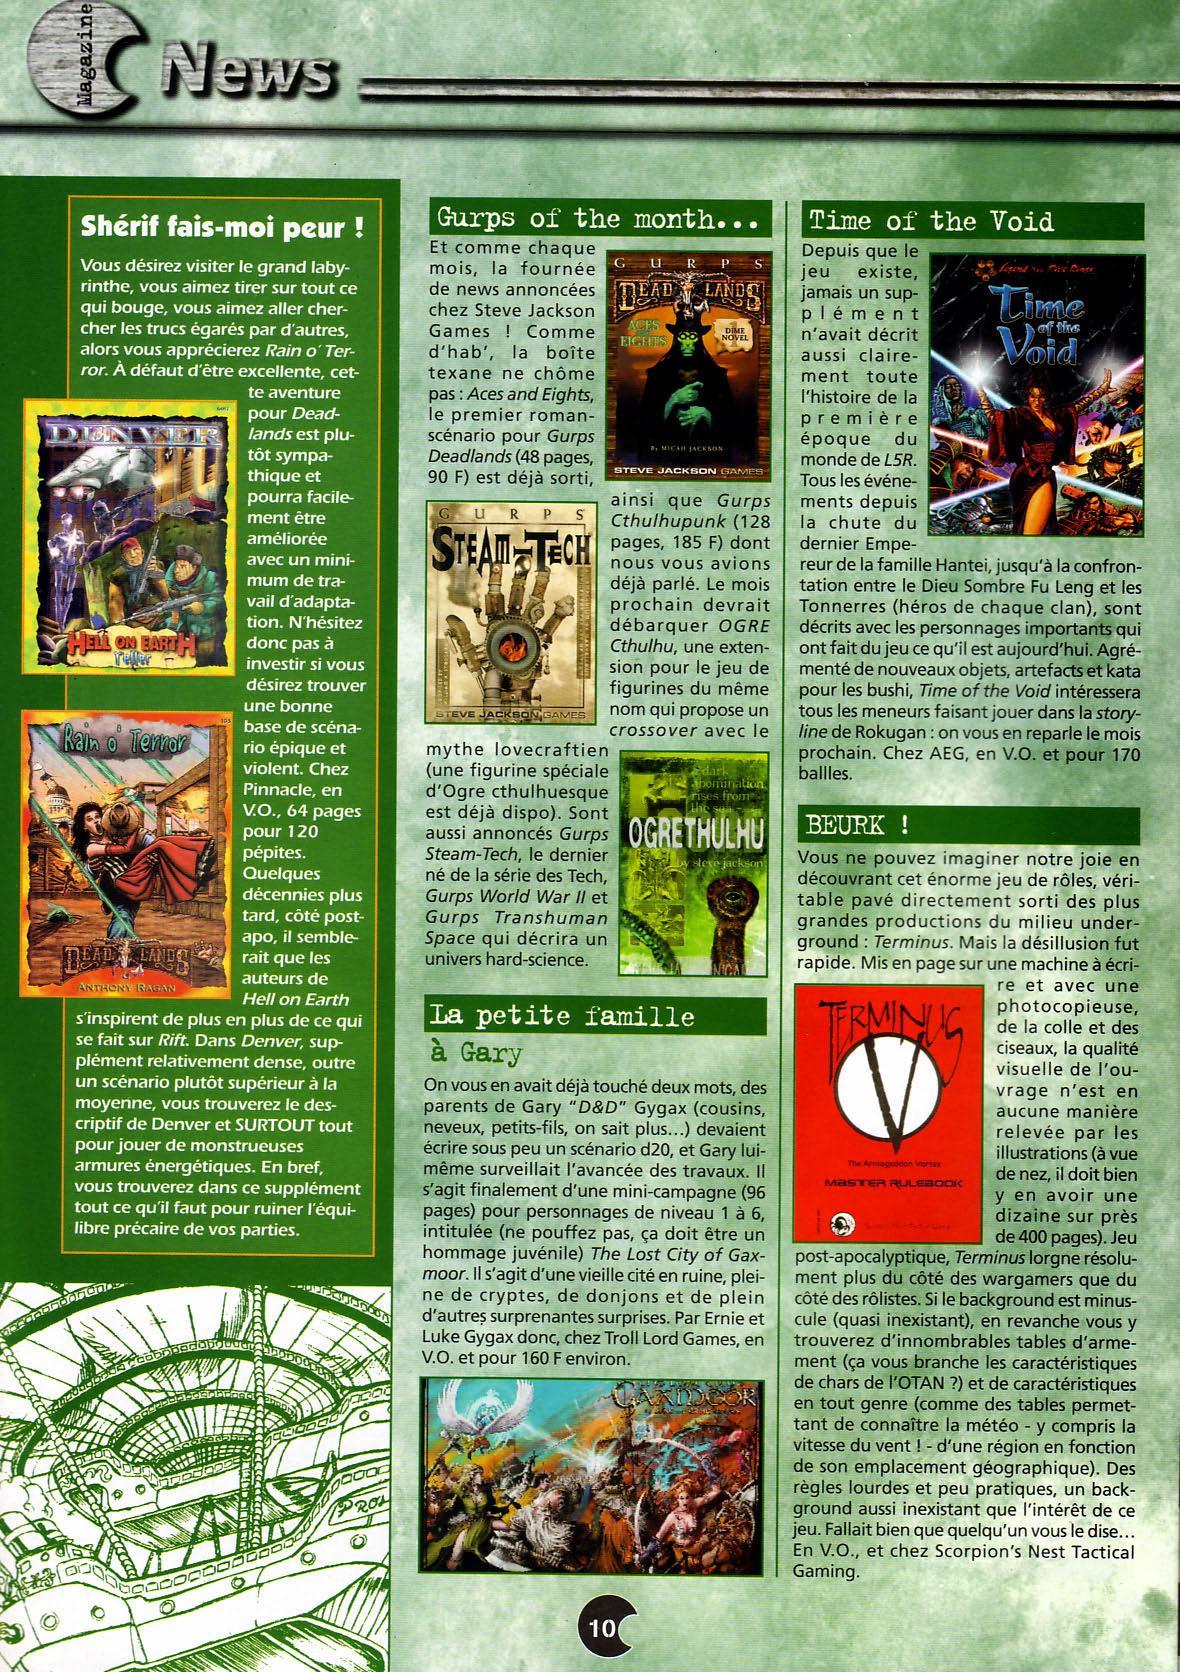 Magazine
News
Shérif fais-moi peur !
Vous désirez visiter le grand laby-
rinthe, vous aimez tirer sur tout ce
qui bouge, vous aimez aller cher-
cher les trucs égarés par d'autres,
alors vous apprécierez Rain o' Ter-
ror. À défaut d'être excellente, cet-
te aventure
pour Dead-
lands est plu-
tôt sympa-
thique et
pourra facile-
ment être
améliorée
avec un mini-
mum de tra-
vail d'adapta-
tion. N'hésitez
donc pas à
investir si vous
désirez trouver
une bonne
base de scéna-
rio épique et
violent. Chez
Pinnacle, en
V.O., 64 pages
pour 120
pépites.
Quelques
décennies plus
tard, côté post-
apo, il semble-
rait que les
auteurs de
Hell on Earth
s'inspirent de plus en plus de ce qui
se fait sur Rift. Dans Denver, sup-
plément relativement dense, outre
un scénario plutôt supérieur à la
moyenne, vous trouverez le des-
criptif de Denver et SURTOUT tout
pour jouer de monstrueuses
armures énergétiques. En bref,
vous trouverez dans ce supplément
tout ce qu'il faut pour ruiner l'équi-
libre précaire de vos parties.
DENVER
HELL ON EARTH
Rain o' Terror
DEADLANDS
ANTHONY RAGAN
Gurps of the month...
Et comme chaque
mois, la fournée
de news annoncées
chez Steve Jackson
Games ! Comme
d'hab', la boîte
texane ne chôme
pas : Aces and Eights,
le premier roman-
scénario pour Gurps
Deadlands (48 pages,
90 F) est déjà sorti,
ainsi que Gurps
Cthulhupunk (128
pages, 185 F) dont
nous vous avions
déjà parlé. Le mois
prochain devrait
débarquer OGRE
Cthulhu, une exten-
sion pour le jeu de
figurines du même
nom qui propose un
crossover avec le
mythe lovecraftien
(une figurine spéciale
d'Ogre cthulhuesque
est déjà dispo). Sont
aussi annoncés Gurps
Steam-Tech, le dernier
né de la série des Tech,
Gurps World War II et
Gurps Transhuman
Space qui décrira un
univers hard-science.
GURPS
DEADLANDS
ACES
EIGHTS
DIME
NOVEL
By MICAH JACKSON
STEVE JACKSON GAMES
GURPS
STEAM-TECH
STEVE JACKSON GAMES
a dark
abomination
rises from
the sea
OGRETHULHU
by steve jackson
La petite famille
à Gary
On vous en avait déjà touché deux mots, des
parents de Gary "D&D" Gygax (cousins,
neveux, petits-fils, on sait plus...) devaient
écrire sous peu un scénario d20, et Gary lui-
même surveillait l'avancée des travaux. Il
s'agit finalement d'une mini-campagne (96
pages) pour personnages de niveau 1 à 6,
intitulée (ne pouffez pas, ça doit être un
hommage juvénile) The Lost City of Gax-
moor. Il s'agit d'une vieille cité en ruine, plei-
ne de cryptes, de donjons et de plein
d'autres surprenantes surprises. Par Ernie et
Luke Gygax donc, chez Troll Lord Games, en
V.O. et pour 160 F environ.
Time of the Void
Depuis que le
jeu existe,
jamais un sup-
plément
n'avait décrit
aussi claire-
ment toute
l'histoire de la
première
époque du
monde de L5R.
Tous les événe-
ments depuis
la chute du
dernier Empe-
reur de la famille Hantei, jusqu'à la confron-
tation entre le Dieu Sombre Fu Leng et les
Tonnerres (héros de chaque clan), sont
décrits avec les personnages importants qui
ont fait du jeu ce qu'il est aujourd'hui. Agré-
menté de nouveaux objets, artefacts et kata
pour les bushi, Time of the Void intéressera
tous les meneurs faisant jouer dans la story-
line de Rokugan : on vous en reparle le mois
prochain. Chez AEG, en V.O. et pour 170
ballles.
Time
of the
Void
BEURK !
Vous ne pouvez imaginer notre joie en
découvrant cet énorme jeu de rôles, véri-
table pavé directement sorti des plus
grandes productions du milieu under-
ground : Terminus. Mais la désillusion fut
rapide. Mis en page sur une machine à écri-
re et avec une
photocopieuse,
de la colle et des
ciseaux, la qualité
visuelle de l'ou-
vrage n'est en
aucune manière
relevée par les
illustrations (à vue
de nez, il doit bien
y en avoir une
dizaine sur près
de 400 pages). Jeu
post-apocalyptique, Terminus lorgne résolu-
ment plus du côté des wargamers que du
côté des rôlistes. Si le background est minus-
cule (quasi inexistant), en revanche vous y
trouverez d'innombrables tables d'arme-
ment (ça vous branche les caractéristiques
de chars de l'OTAN ?) et de caractéristiques
en tout genre (comme des tables permet-
tant de connaître la météo - y compris la
vitesse du vent ! - d'une région en fonction
de son emplacement géographique). Des
règles lourdes et peu pratiques, un back-
ground aussi inexistant que l'intérêt de ce
jeu. Fallait bien que quelqu'un vous le dise...
En V.O., et chez Scorpion's Nest Tactical
Gaming.
TERMINUS
The Armageddon Vortex
MASTER RULEBOOK
10